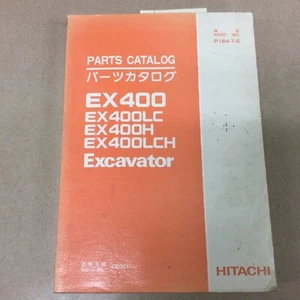 PARTS CATALOG
パーツカタログ
EX400
EX400LC
EX400H
EX400LCH
Excavator
HITACHI